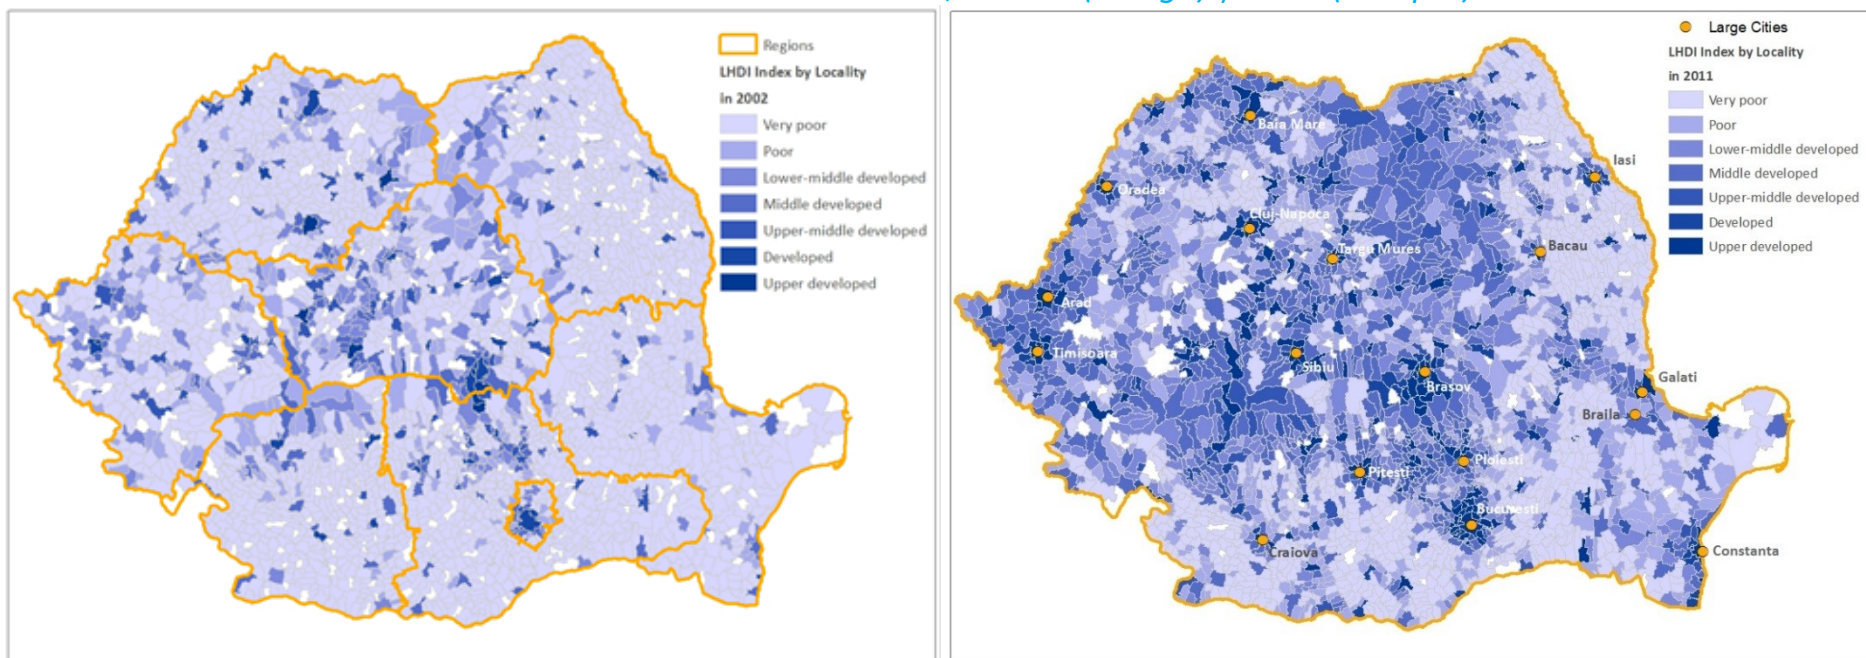 Regions
LHDI Index by Locality
in 2002
Very poor
Poor
Lower-middle developed
Middle developed
Upper-middle developed
Developed
Upper developed
Large Cities
LHDI Index by Locality
in 2011
Very poor
Poor
Lower-middle developed
Middle developed
Upper-middle developed
Developed
Upper developed
Baia Mare
Iasi
Oradea
Cluj-Napoca
Targu Mures
Bacau
Arad
Timisoara
Sibiu
Brasov
Galati
Braila
Ploiesti
Pitesti
Bucuresti
Craiova
Constanta